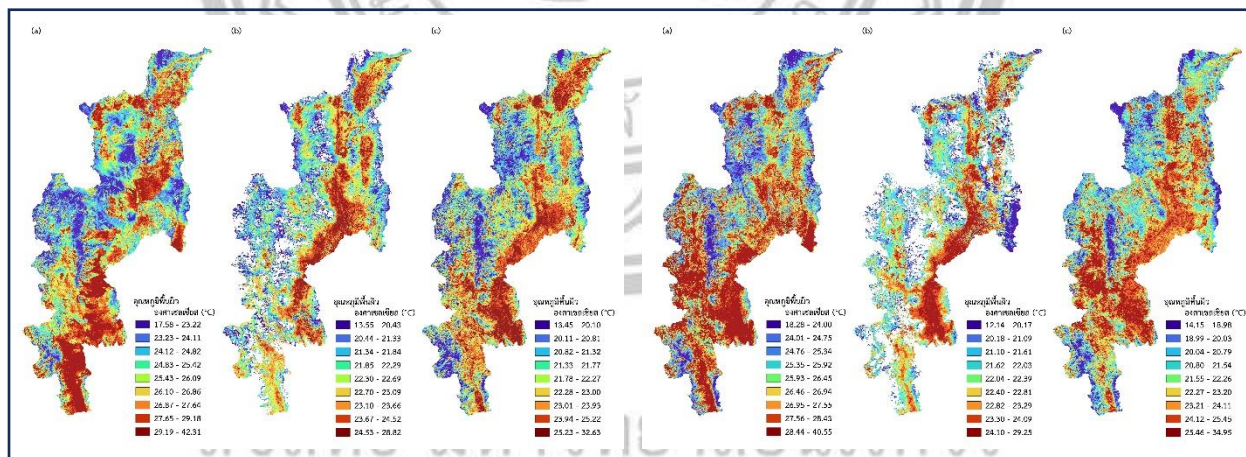 (a)
(b)
(c)
(a)
(b)
(c)
อุณหภูมิพื้นผิว
องศาเซลเซียส (°C)
17.58 - 23.22
23.23 - 24.11
24.12 - 24.82
24.83 - 25.42
25.43 - 26.09
26.10 - 26.86
26.87 - 27.64
27.65 - 29.18
29.19 - 42.31
อุณหภูมิพื้นผิว
องศาเซลเซียส (°C)
13.55 20.43
20.44 - 21.33
21.34 - 21.84
21.85 - 22.29
22.30 - 22.69
22.70 - 23.09
23.10 - 23.66
23.67 - 24.52
24.53 - 28.82
อุณหภูมิพื้นผิว
องศาเซลเซียส (°C)
13.45 20.10
20.11 - 20.81
20.82 - 21.32
21.33 - 21.77
21.78 - 22.27
22.28 - 23.00
23.01 - 23.93
23.94 - 25.22
25.23 - 32.63
อุณหภูมิพื้นผิว
องศาเซลเซียส (°C)
18.28 - 24.00
24.01 - 24.75
24.76 - 25.34
25.35 - 25.92
25.93 - 26.45
26.46 - 26.94
26.95 - 27.55
27.56 - 28.43
28.44 - 40.55
อุณหภูมิพื้นผิว
องศาเซลเซียส (°C)
12.14 20.17
20.18 - 21.09
21.10 - 21.61
21.62 22.03
22.04 - 22.39
22.40 - 22.81
22.82 - 23.29
23.30 - 24.09
24.10 - 29.25
อุณหภูมิพื้นผิว
องศาเซลเซียส (°C)
14.15 18.98
18.99 - 20.03
20.04 - 20.79
20.80 - 21.54
21.55 - 22.26
22.27 - 23.20
23.21 - 24.11
24.12 - 25.45
25.46 - 34.95